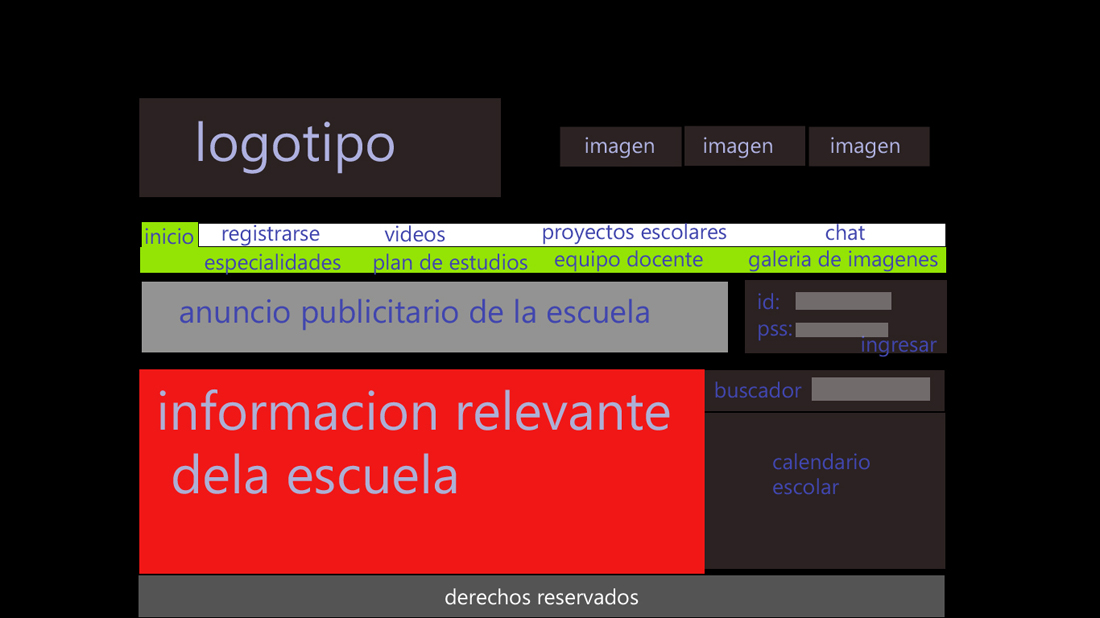 logotipo
imagen imagen imagen
inicio registrarse videos proyectos escolares chat
especialidades plan de estudios equipo docente galeria de imagenes
anuncio publicitario de la escuela
id:
pss:
ingresar
informacion relevante
dela escuela
buscador
calendario
escolar
derechos reservados